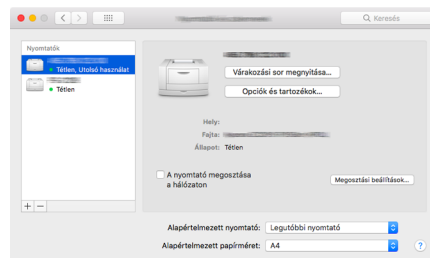 Keresés
Nyomtatók
Tétlen, Utolsó használat
Tétlen
Várakozási sor megnyitása...
Opciók és tartozékok...
Hely:
Fajta:
Állapot: Tétlen
A nyomtató megosztása
a hálózaton
Megosztási beállítások...
+ −
Alapértelmezett nyomtató: Legutóbbi nyomtató
Alapértelmezett papírméret: A4
?